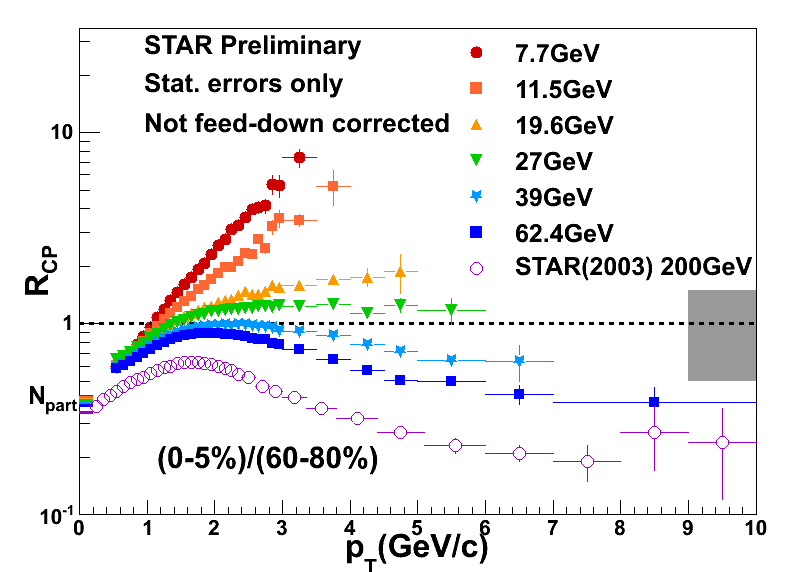 STAR Preliminary
Stat. errors only
Not feed-down corrected
7.7GeV
11.5GeV
19.6GeV
27GeV
39GeV
62.4GeV
STAR(2003) 200GeV
R_CP
10
1
N_part
10^-1
(0-5%)/(60-80%)
0 1 2 3 4 5 6 7 8 9 10
p_T(GeV/c)